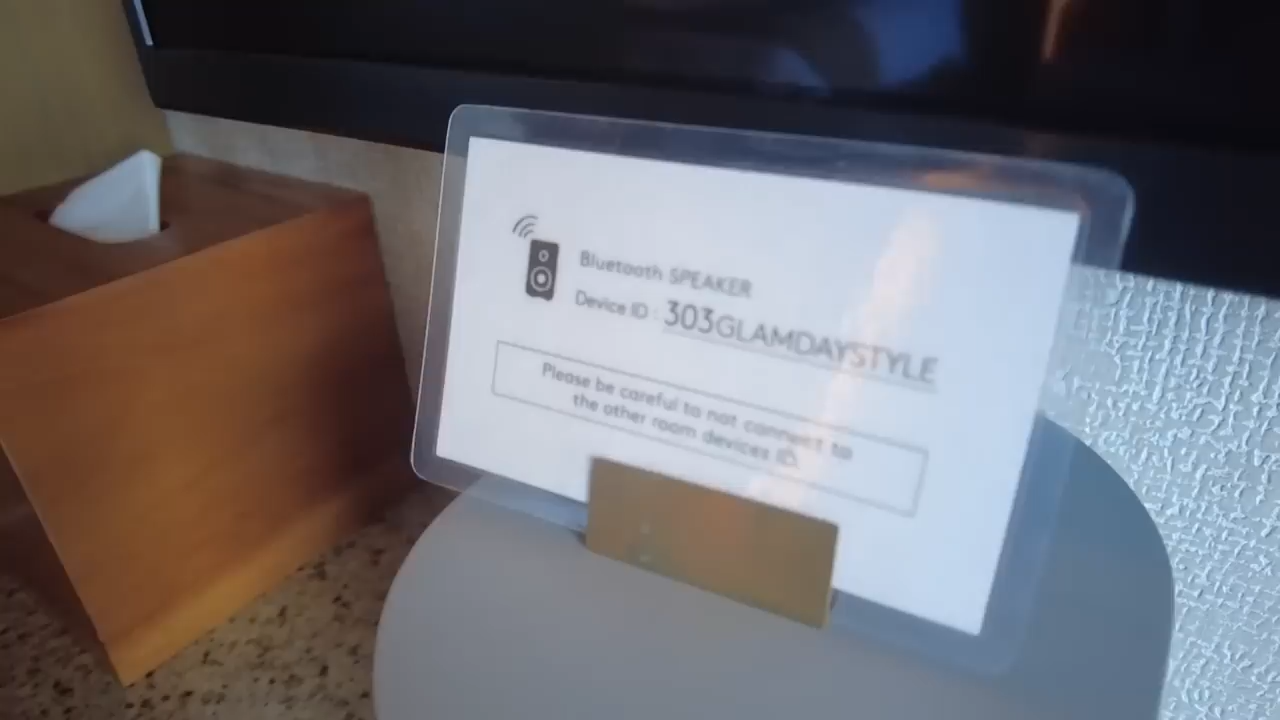 Bluetooth SPEAKER
Device ID : 303GLAMDAYSTYLE
Please be careful to not connect to
the other room devices ID.